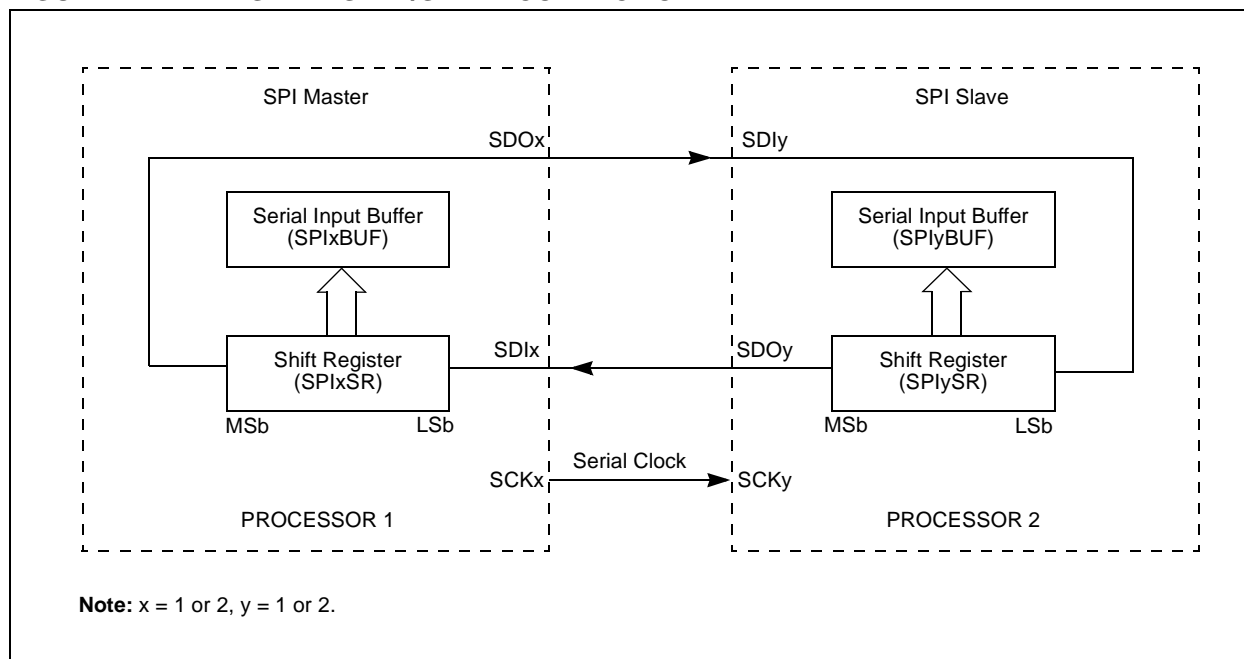 SPI Master
SPI Slave
SDOx
SDIy
Serial Input Buffer
(SPIxBUF)
Serial Input Buffer
(SPIyBUF)
Shift Register
(SPIxSR)
SDIx
SDOy
Shift Register
(SPIySR)
MSb
LSb
MSb
LSb
SCKx
Serial Clock
SCKy
PROCESSOR 1
PROCESSOR 2
Note: x = 1 or 2, y = 1 or 2.